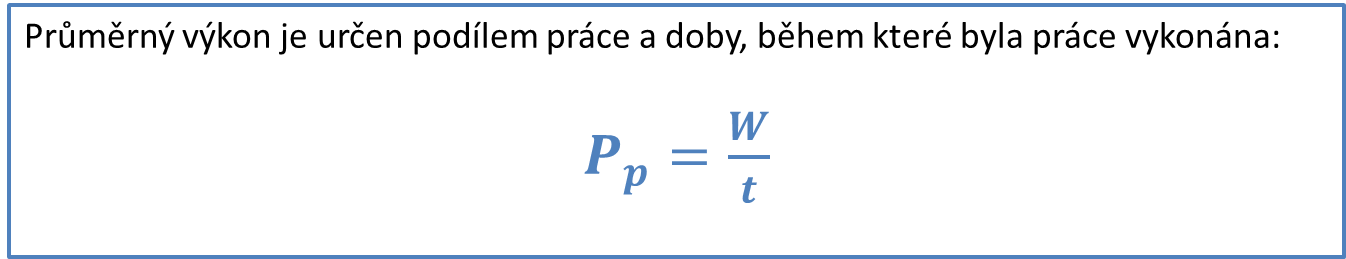 Průměrný výkon je určen podílem práce a doby, během které byla práce vykonána:
P_p = W/t